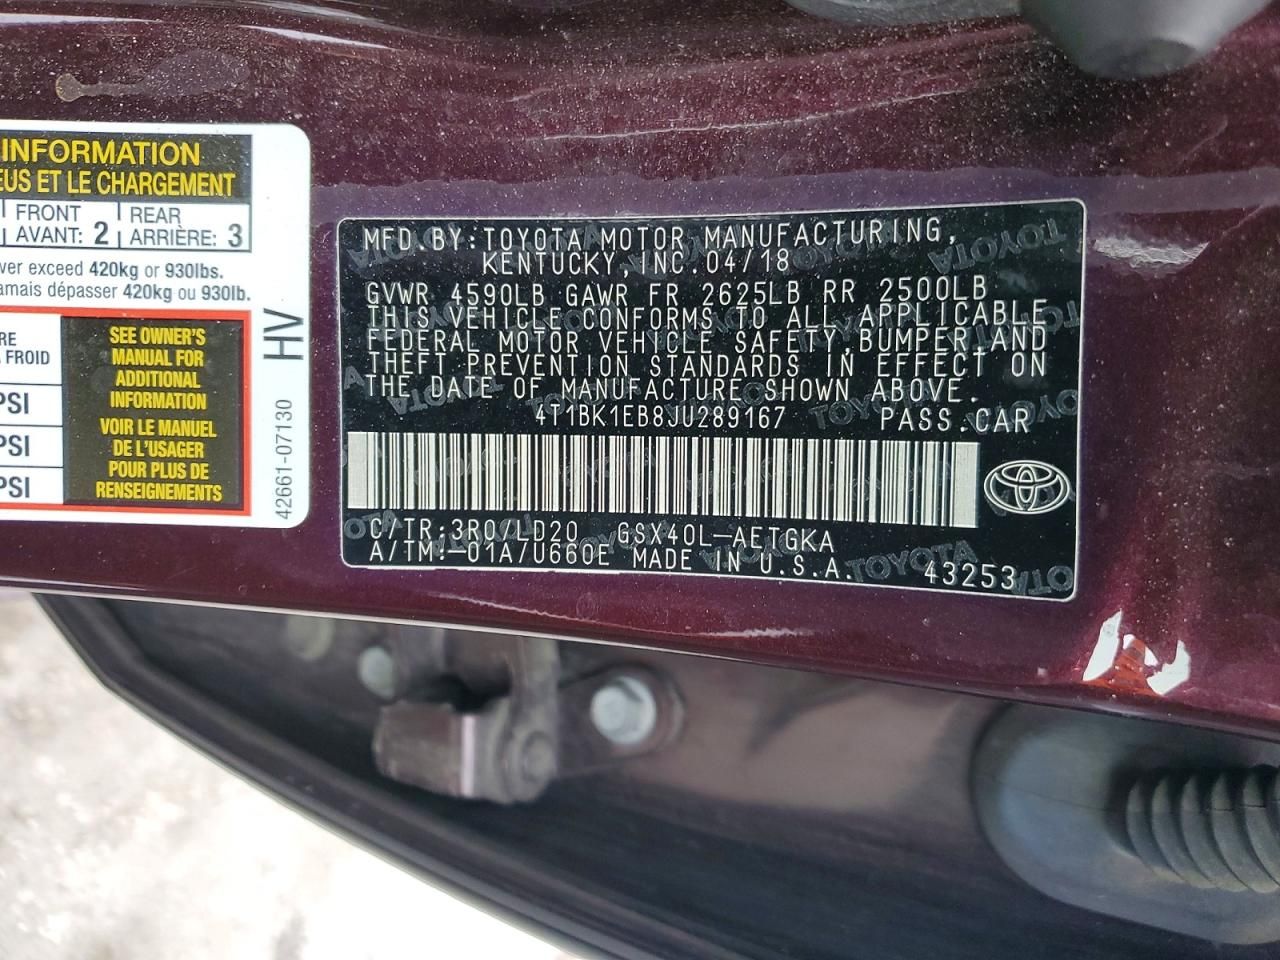 INFORMATION
EUS ET LE CHARGEMENT
FRONT
AVANT: 2
REAR
ARRIÈRE: 3
ver exceed 420kg or 930lbs.
amais dépasser 420kg ou 930lb.
RE
FROID
PSI
PSI
PSI
SEE OWNER'S
MANUAL FOR
ADDITIONAL
INFORMATION
VOIR LE MANUEL
DE L'USAGER
POUR PLUS DE
RENSEIGNEMENTS
HV
42661-07130
MFD BY: TOYOTA MOTOR MANUFACTURING,
KENTUCKY, INC. 04/18
GVWR 4590LB GAWR FR 2625LB RR 2500LB
THIS VEHICLE CONFORMS TO ALL APPLICABLE
FEDERAL MOTOR VEHICLE SAFETY, BUMPER, AND
THEFT PREVENTION STANDARDS IN EFFECT ON
THE DATE OF MANUFACTURE SHOWN ABOVE.
4T1BK1EB8JU289167 PASS.CAR
C/TR: 3R0/LD20 GSX40L-AETGKA
A/TM: -01A/U660E MADE IN U.S.A. 43253
TOYOTA